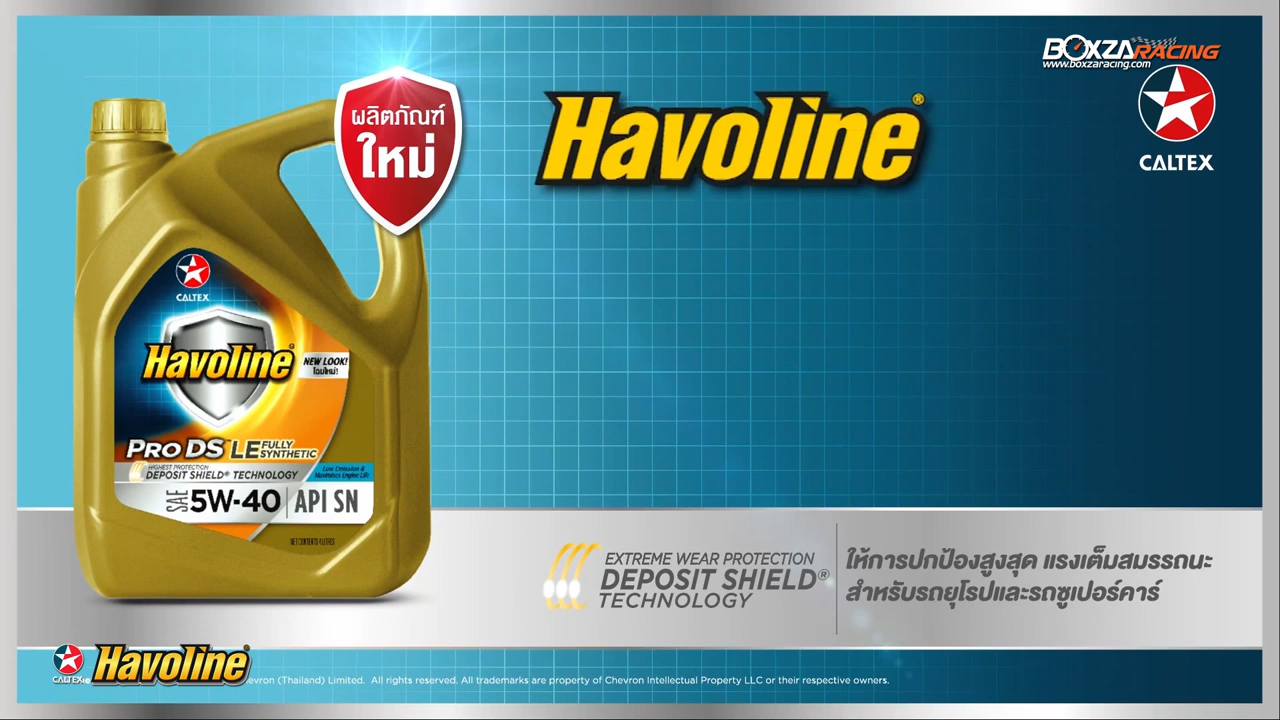 BOXZA RACING
www.boxzaracing.com
CALTEX
Havoline®
ผลิตภัณฑ์
ใหม่
CALTEX
Havoline®
NEW LOOK!
โฉมใหม่!
PRO DS LE FULLY SYNTHETIC
HIGHEST PROTECTION
DEPOSIT SHIELD® TECHNOLOGY
Low Emission &
Maximizes Engine Life
SAE 5W-40 API SN
NET CONTENTS 4 LITRES
EXTREME WEAR PROTECTION
DEPOSIT SHIELD®
TECHNOLOGY
ให้การปกป้องสูงสุด แรงเต็มสมรรถนะ
สำหรับรถยุโรปและรถซูเปอร์คาร์
CALTEX
Havoline®
evron (Thailand) Limited. All rights reserved. All trademarks are property of Chevron Intellectual Property LLC or their respective owners.